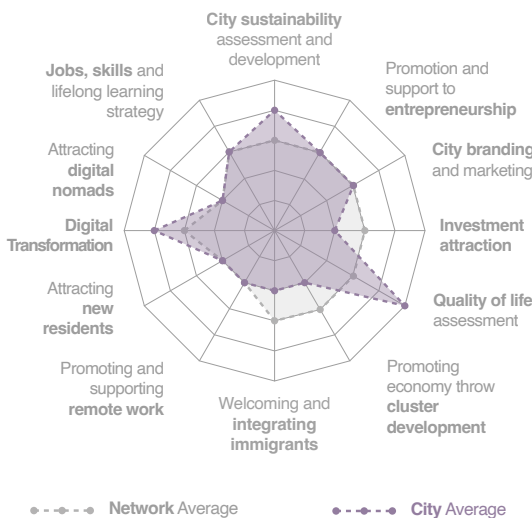 City sustainability
assessment and
development
Promotion and
support to
entrepreneurship
City branding
and marketing
Investment
attraction
Quality of life
assessment
Promoting
economy throw
cluster
development
Welcoming and
integrating
immigrants
Promoting and
supporting
remote work
Attracting
new
residents
Digital
Transformation
Attracting
digital
nomads
Jobs, skills and
lifelong learning
strategy
Network Average
City Average